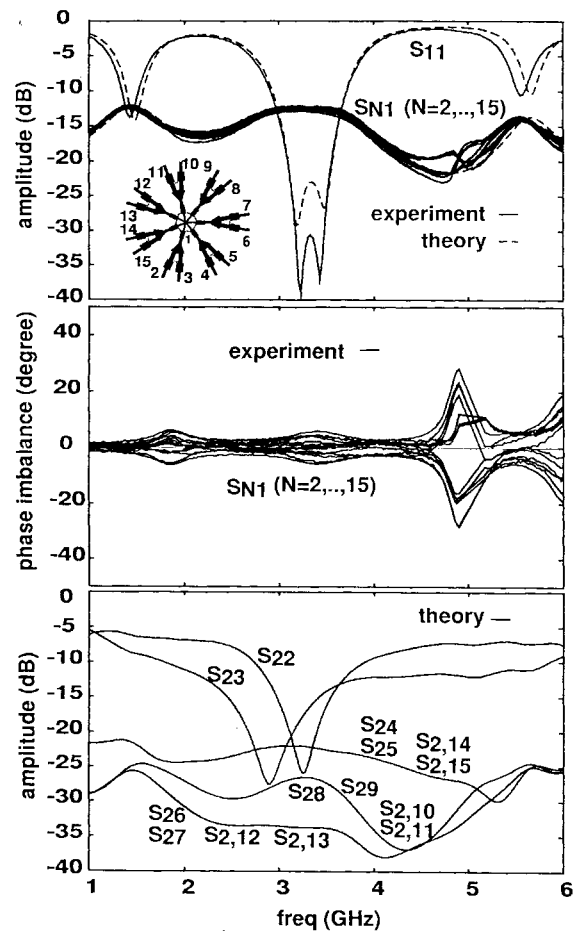 0
-5
-10
-15
-20
-25
-30
-35
-40
amplitude (dB)
S11
SN1 (N=2,..,15)
experiment
theory
10
11
9
12
8
13
7
14
6
15
1
5
2
3
4
40
20
0
-20
-40
phase imbalance (degree)
experiment
SN1 (N=2,..,15)
0
-5
-10
-15
-20
-25
-30
-35
-40
amplitude (dB)
theory
S22
S23
S24
S25
S2,14
S2,15
S28
S29
S2,10
S2,11
S26
S27
S2,12
S2,13
1
2
3
4
5
6
freq (GHz)